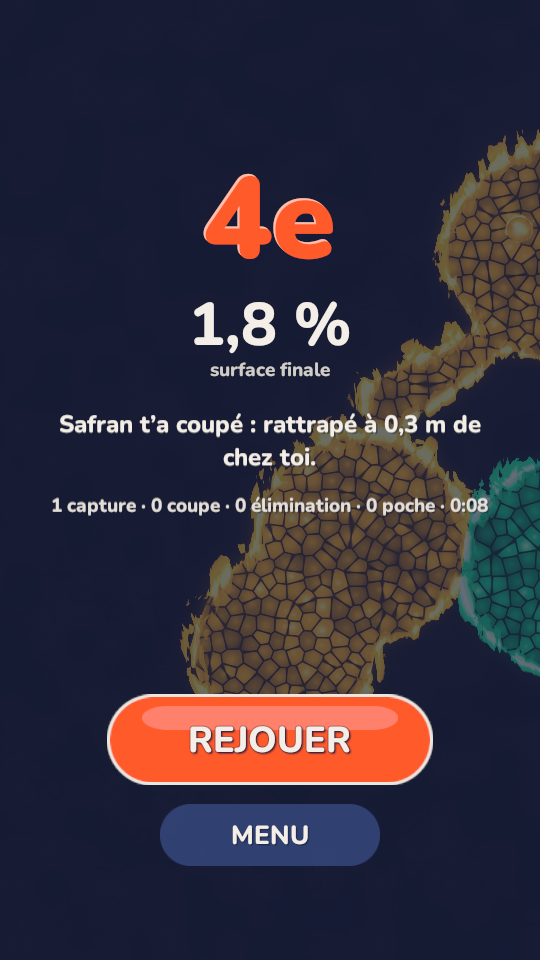 4e
1,8 %
surface finale
Safran t’a coupé : rattrapé à 0,3 m de
chez toi.
1 capture · 0 coupe · 0 élimination · 0 poche · 0:08
REJOUER
MENU